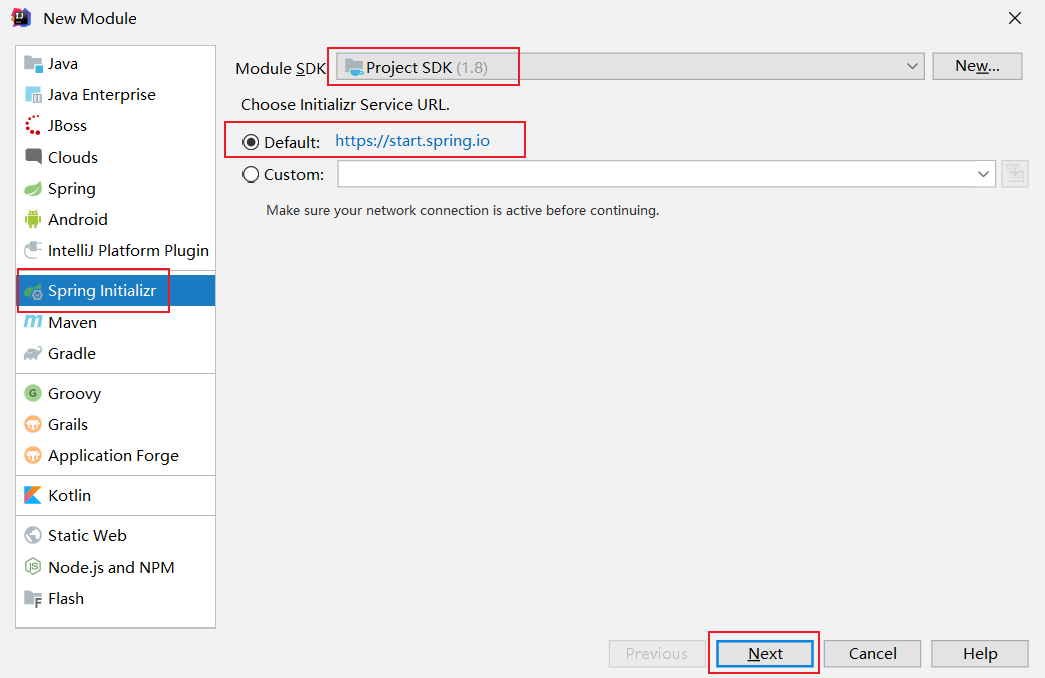 New Module
Java
Java Enterprise
JBoss
Clouds
Spring
Android
IntelliJ Platform Plugin
Spring Initializr
Maven
Gradle
Groovy
Grails
Application Forge
Kotlin
Static Web
Node.js and NPM
Flash
Module SDK Project SDK (1.8) New...
Choose Initializr Service URL.
Default: https://start.spring.io
Custom:
Make sure your network connection is active before continuing.
Previous Next Cancel Help